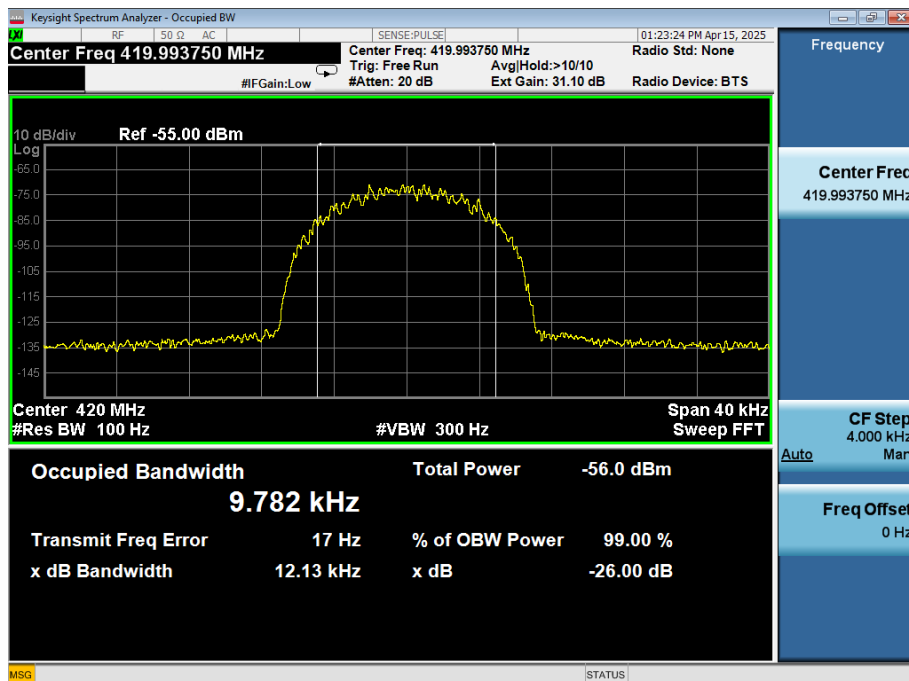 Keysight Spectrum Analyzer - Occupied BW
LXI
RF
50 Ω
AC
SENSE:PULSE
01:23:24 PM Apr 15, 2025
Center Freq 419.993750 MHz
Center Freq: 419.993750 MHz
Radio Std: None
Trig: Free Run
Avg|Hold:>10/10
#IFGain:Low
#Atten: 20 dB
Ext Gain: 31.10 dB
Radio Device: BTS
10 dB/div
Ref -55.00 dBm
Log
-65.0
-75.0
-85.0
-95.0
-105
-115
-125
-135
-145
Center 420 MHz
Span 40 kHz
#Res BW 100 Hz
#VBW 300 Hz
Sweep FFT
Occupied Bandwidth
Total Power
-56.0 dBm
9.782 kHz
Transmit Freq Error
17 Hz
% of OBW Power
99.00 %
x dB Bandwidth
12.13 kHz
x dB
-26.00 dB
Frequency
Center Freq
419.993750 MHz
CF Step
4.000 kHz
Auto
Man
Freq Offset
0 Hz
MSG
STATUS